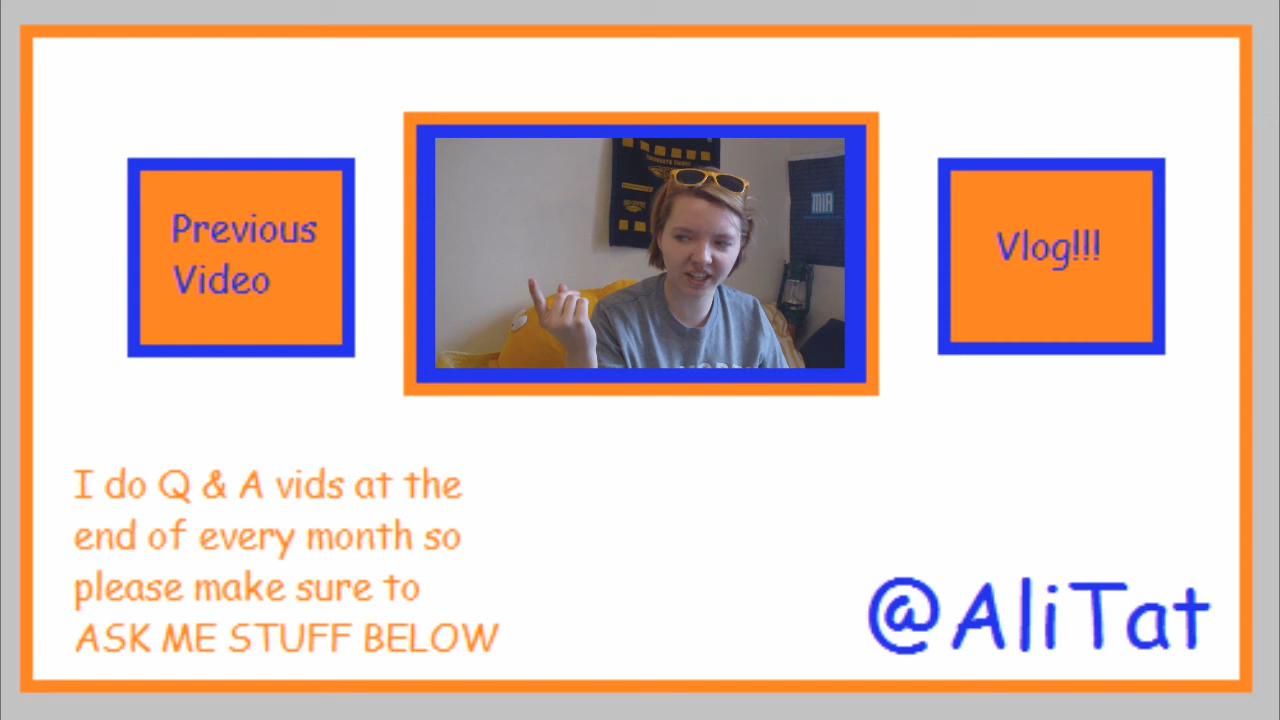 Previous
Video
MIA
Vlog!!!
I do Q & A vids at the
end of every month so
please make sure to
ASK ME STUFF BELOW
@AliTat